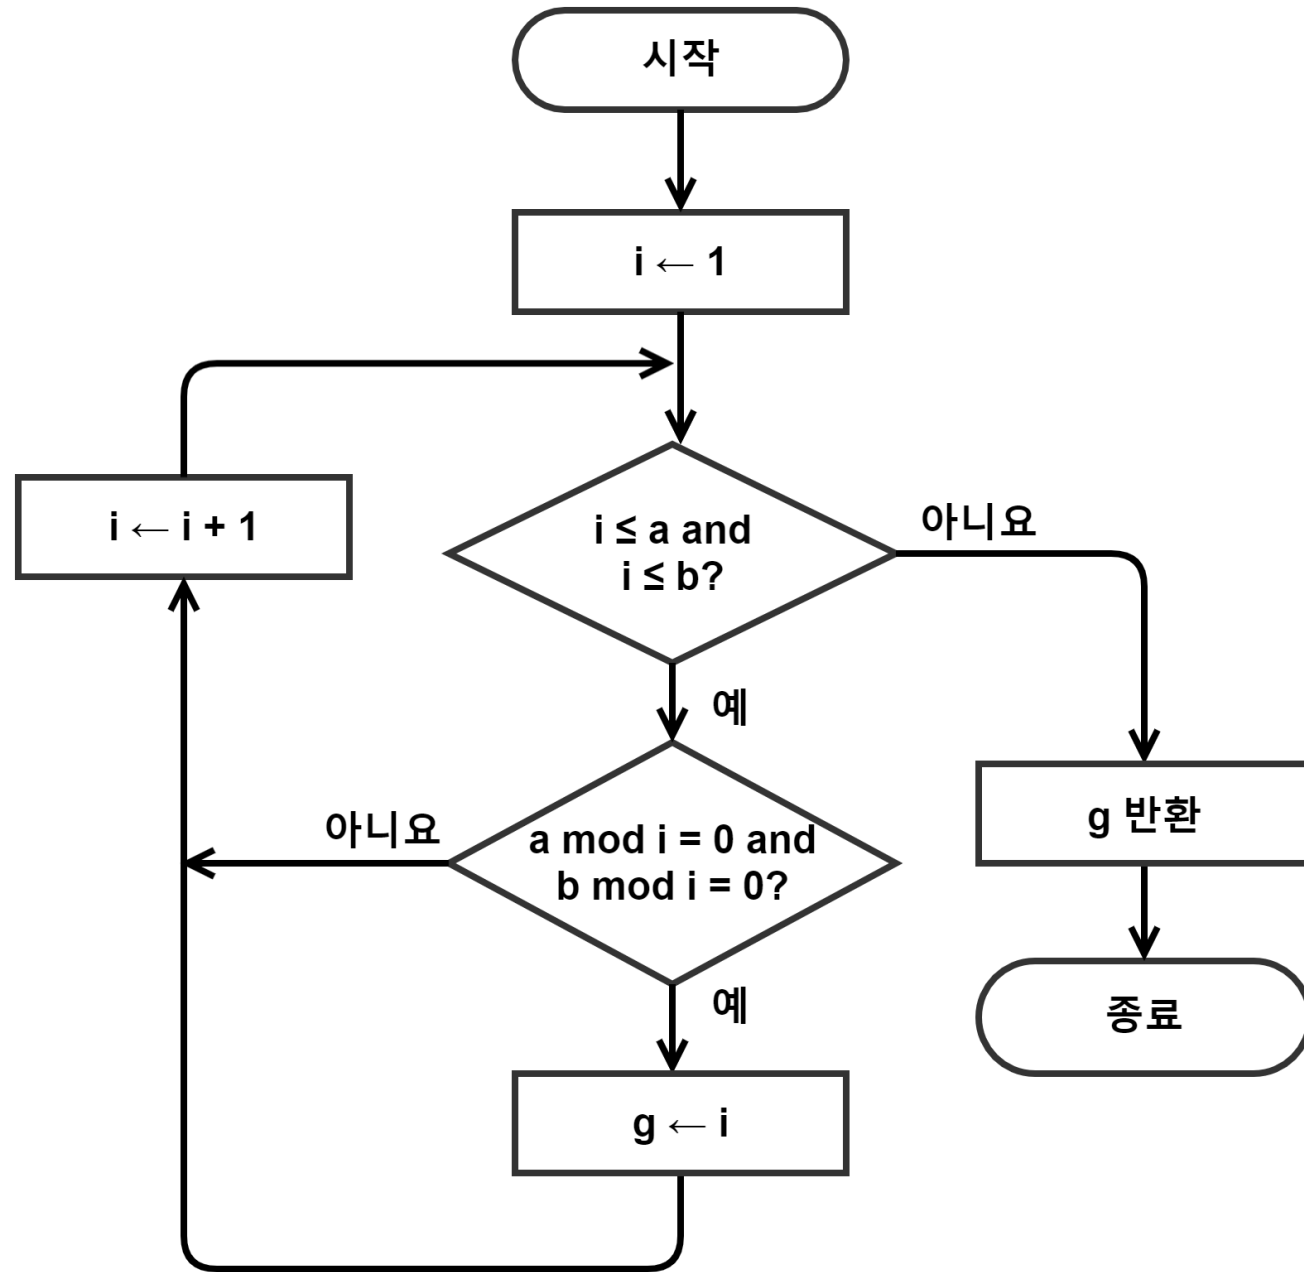 시작
i ← 1
i ← i + 1
i ≤ a and
i ≤ b?
아니요
예
아니요
a mod i = 0 and
b mod i = 0?
g 반환
예
종료
g ← i